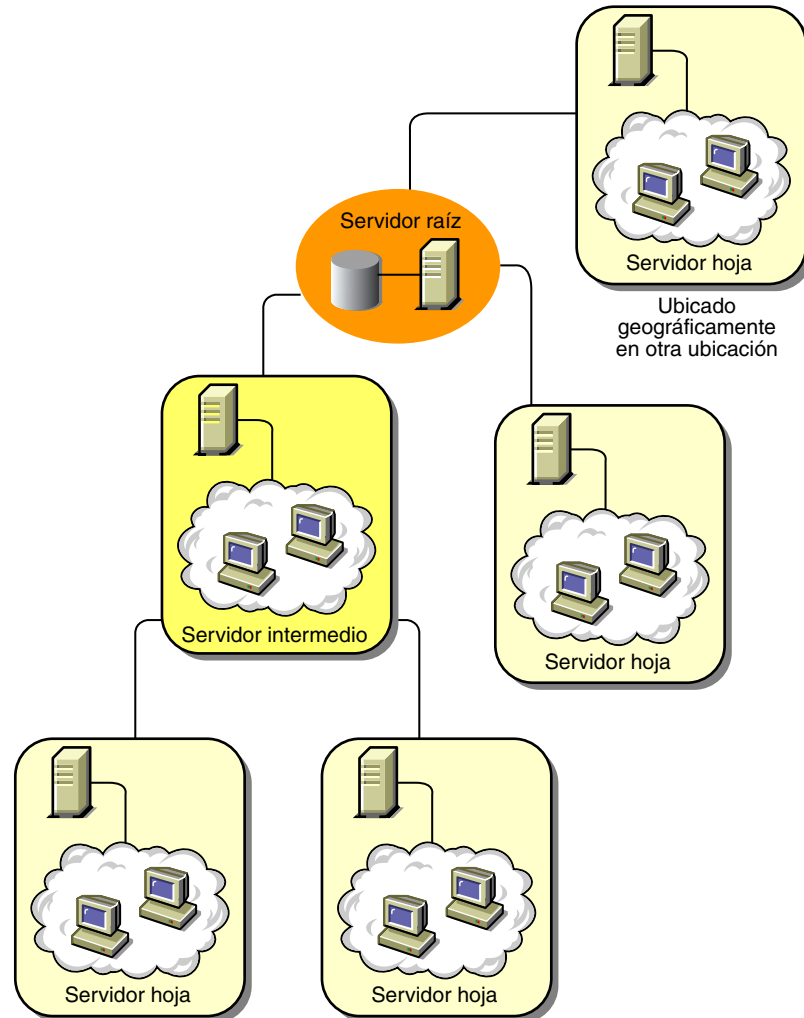 Servidor raíz
Servidor hoja
Ubicado
geográficamente
en otra ubicación
Servidor intermedio
Servidor hoja
Servidor hoja
Servidor hoja